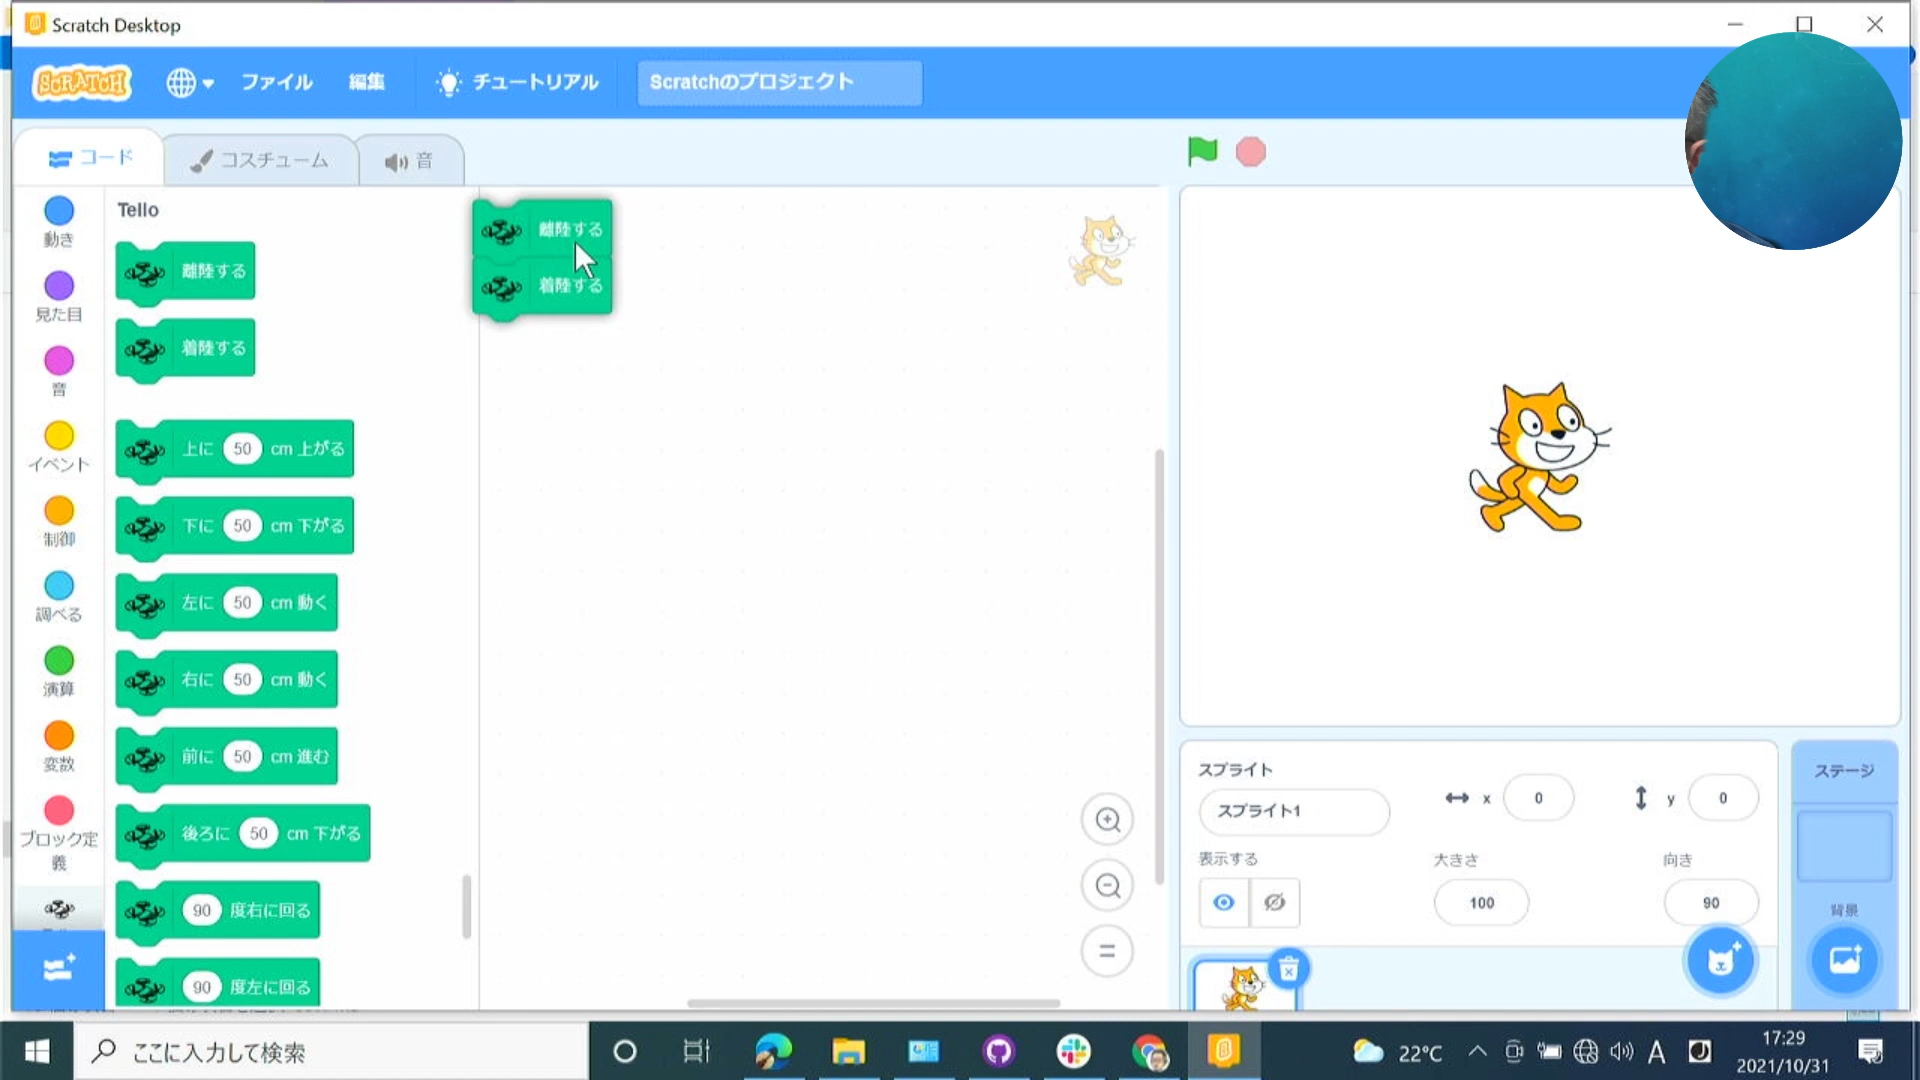 Scratch Desktop
SCRATCH ファイル 編集 チュートリアル Scratchのプロジェクト
コード コスチューム 音
動き
見た目
音
イベント
制御
調べる
演算
変数
ブロック定
義
Tello
離陸する
着陸する
上に 50 cm 上がる
下に 50 cm 下がる
左に 50 cm 動く
右に 50 cm 動く
前に 50 cm 進む
後ろに 50 cm 下がる
90 度右に回る
90 度左に回る
離陸する
着陸する
スプライト
スプライト1
x 0
y 0
表示する
大きさ
100
向き
90
ステージ
背景
ここに入力して検索
22°C
A
17:29
2021/10/31